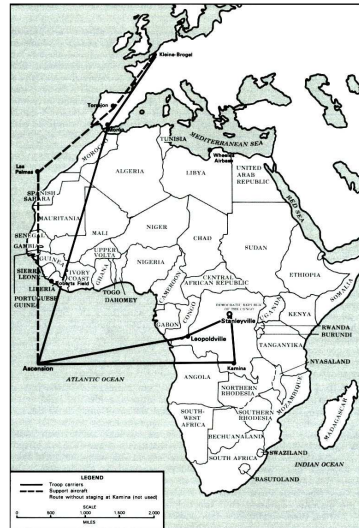 Kleine-Brogel
Torrejon
MOROCCO
TUNISIA
MEDITERRANEAN SEA
Wheelus
Airbase
Las
Palmas
ALGERIA
LIBYA
UNITED
ARAB
REPUBLIC
RED SEA
SPANISH
SAHARA
MAURITANIA
MALI
NIGER
CHAD
SUDAN
SENEGAL
GAMBIA
GUINEA
UPPER
VOLTA
NIGERIA
ETHIOPIA
SOMALIA
SIERRA
LEONE
IVORY
COAST
GHANA
Roberts Field
LIBERIA
PORTUGUESE
GUINEA
TOGO
DAHOMEY
CAMEROON
CENTRAL
AFRICAN REPUBLIC
DEMOCRATIC REPUBLIC
OF THE CONGO
Stanleyville
UGANDA
KENYA
GABON
CONGO
RWANDA
BURUNDI
Leopoldville
TANGANYIKA
NYASALAND
Ascension
ATLANTIC OCEAN
Kamina
ANGOLA
NORTHERN
RHODESIA
MOZAMBIQUE
MADAGASCAR
SOUTH-
WEST
AFRICA
SOUTHERN
RHODESIA
BECHUANALAND
SWAZILAND
SOUTH AFRICA
INDIAN OCEAN
BASUTOLAND
LEGEND
Troop carriers
Support aircraft
Route without staging at Kamina (not used)
SCALE
0 500 1,000 1,500 2,000
MILES